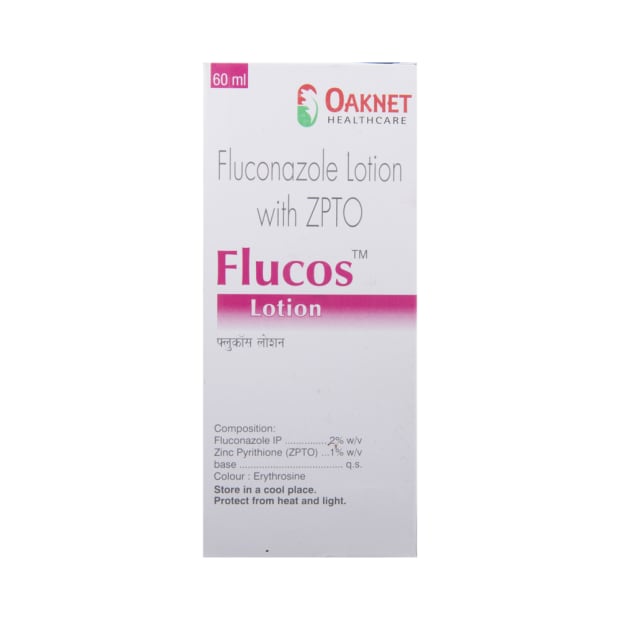 60 ml
OAKNET
HEALTHCARE
Fluconazole Lotion
with ZPTO
Flucos™
Lotion
फ्लुकॉस लोशन
Composition:
Fluconazole IP ...............2% w/v
Zinc Pyrithione (ZPTO) ...1% w/v
base ..................................... q.s.
Colour : Erythrosine
Store in a cool place.
Protect from heat and light.